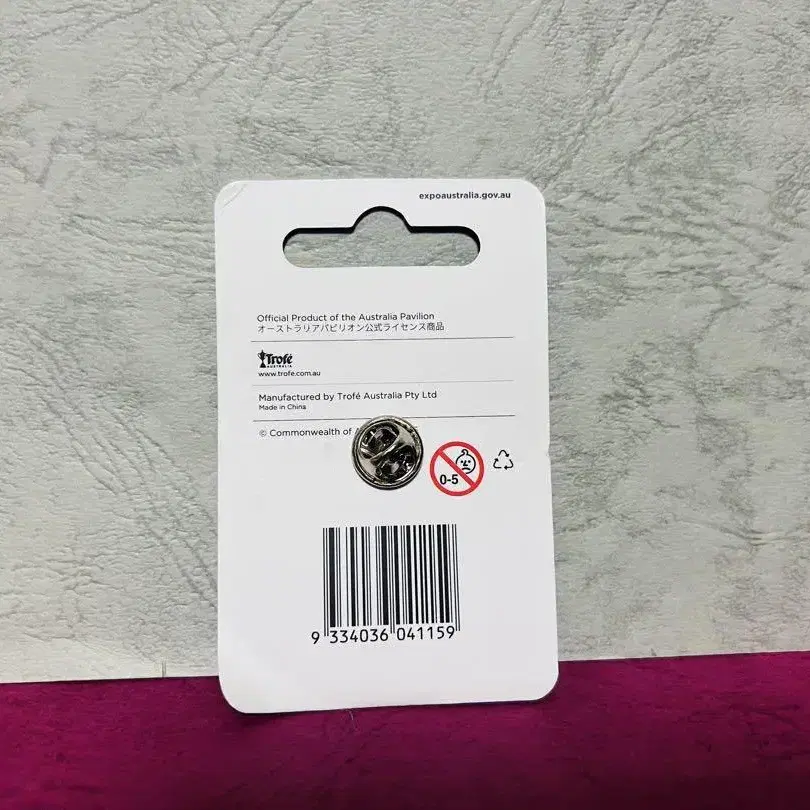 expoaustralia.gov.au
Official Product of the Australia Pavilion
オーストラリアパビリオン公式ライセンス商品
Trofé
AUSTRALIA
www.trofe.com.au
Manufactured by Trofé Australia Pty Ltd
Made in China
© Commonwealth of
0-5
9 334036 041159